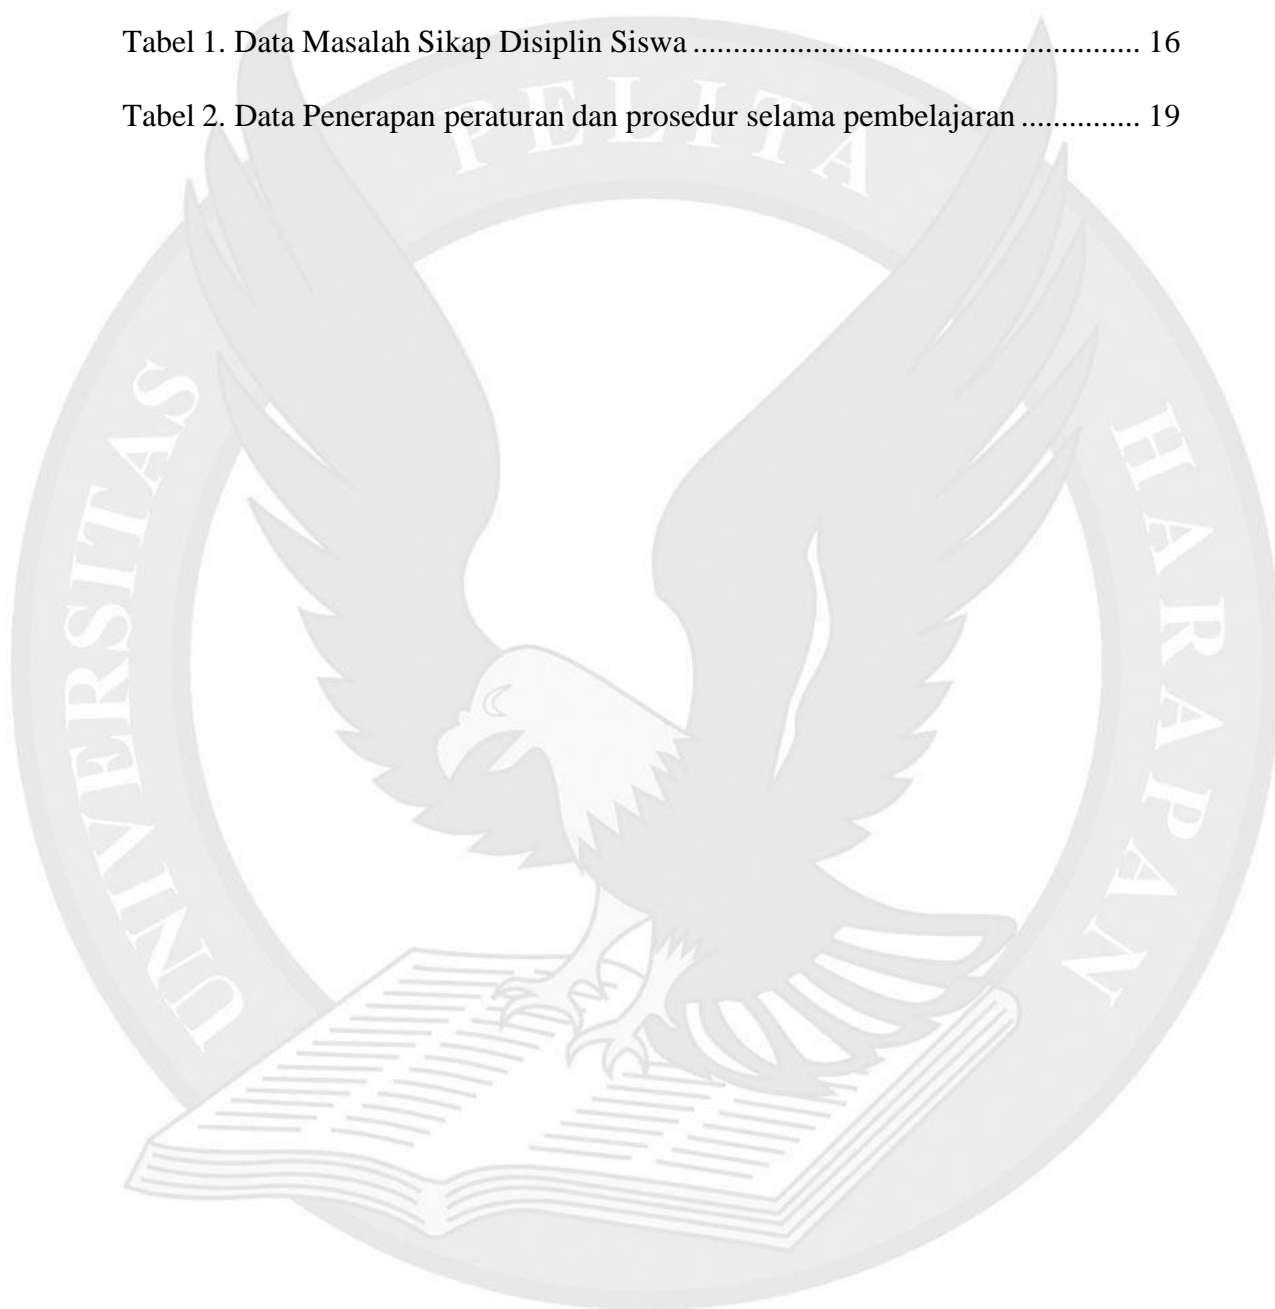 Tabel 1. Data Masalah Sikap Disiplin Siswa ........................................................ 16
Tabel 2. Data Penerapan peraturan dan prosedur selama pembelajaran ............... 19
UNIVERSITAS PELITA HARAPAN